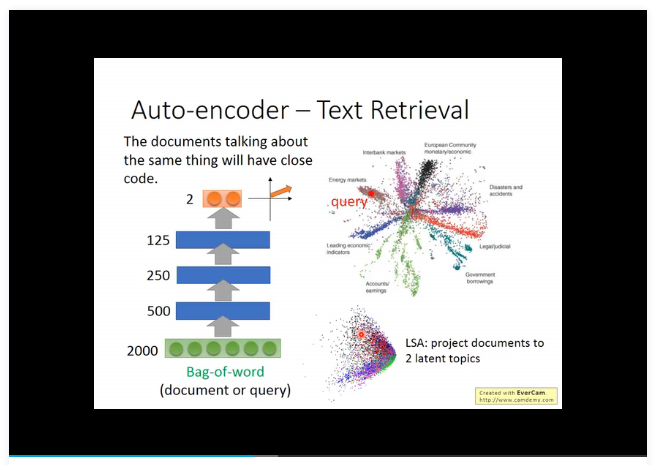 Auto-encoder – Text Retrieval
The documents talking about
the same thing will have close
code.
2
125
250
500
2000
Bag-of-word
(document or query)
Interbank markets
European Community
monetary/economic
Energy markets
query
Disasters and
accidents
Leading economic
indicators
Legal/judicial
Government
borrowings
Accounts/
earnings
LSA: project documents to
2 latent topics
Created with EverCam
http://www.camdemy.com